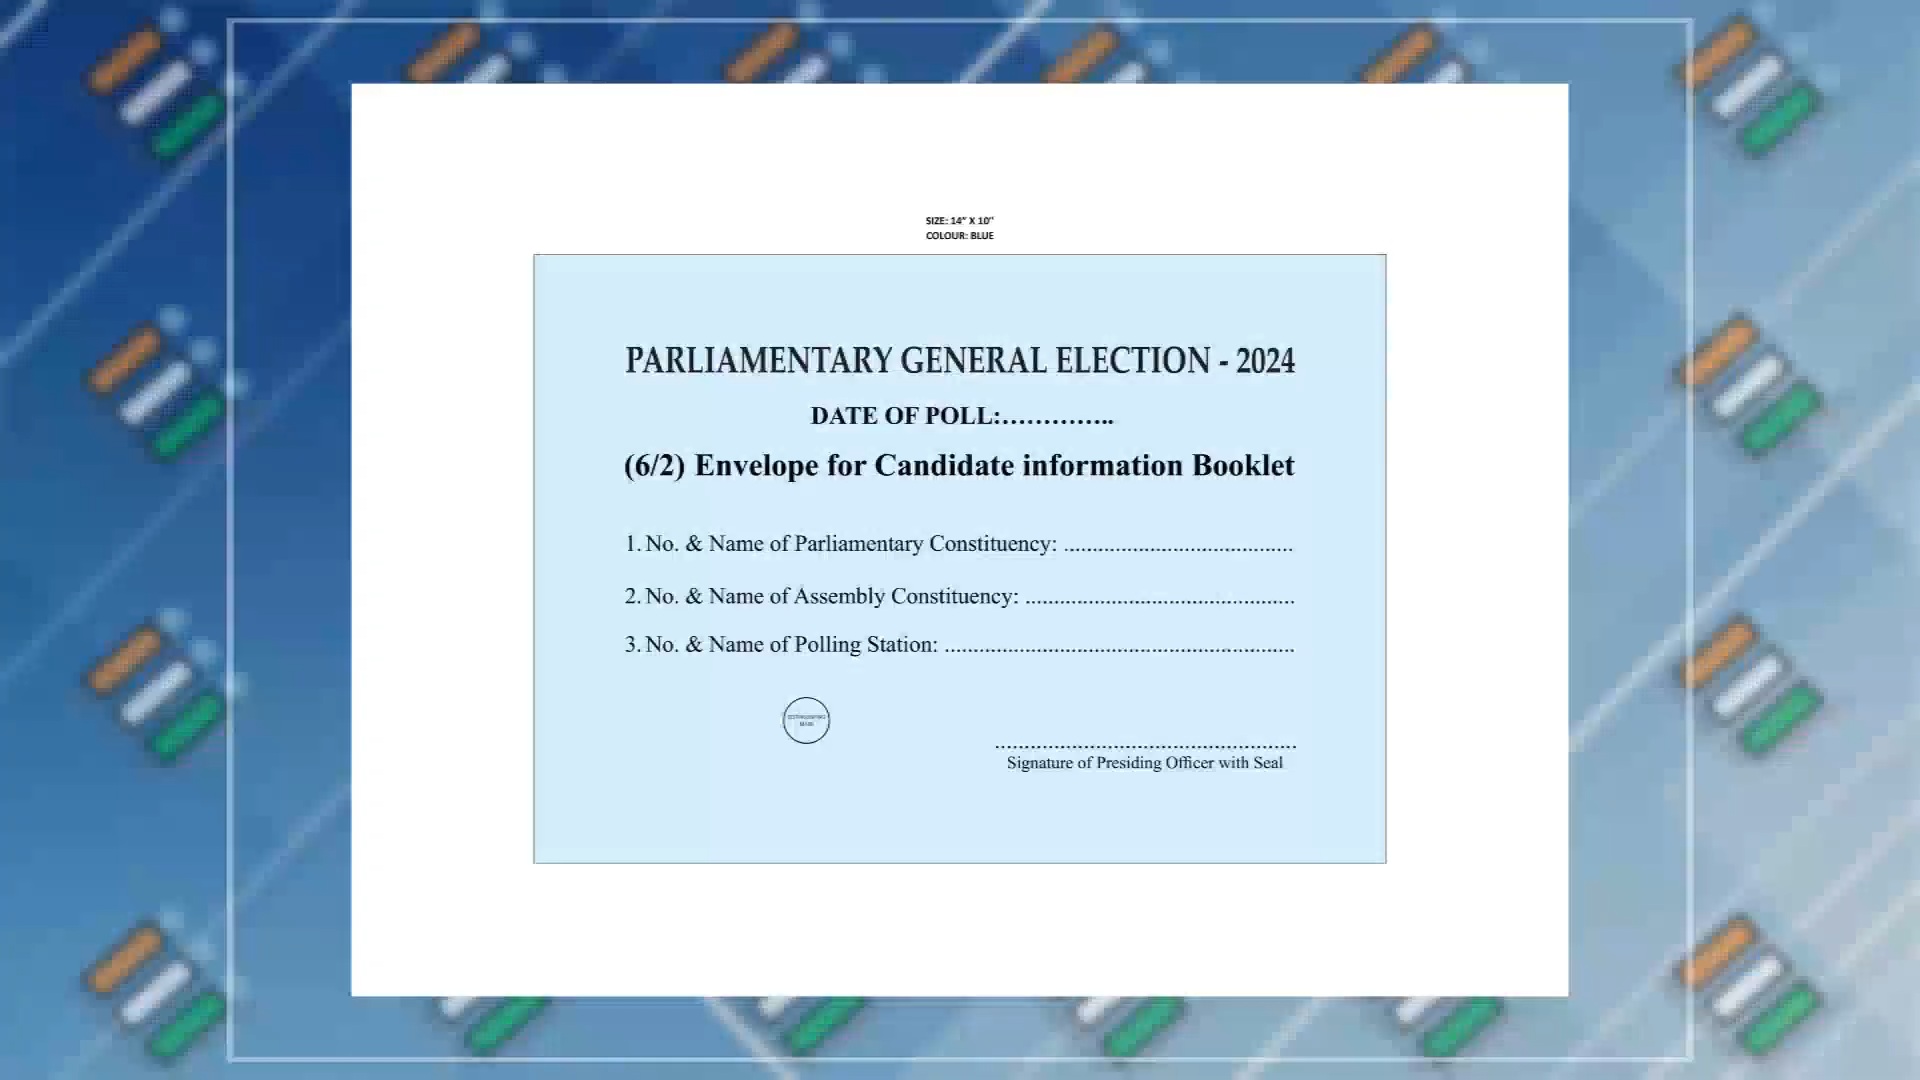 SIZE: 14" X 10"
COLOUR: BLUE
PARLIAMENTARY GENERAL ELECTION - 2024
DATE OF POLL:…………..
(6/2) Envelope for Candidate information Booklet
1. No. & Name of Parliamentary Constituency: ........................................
2. No. & Name of Assembly Constituency: ...............................................
3. No. & Name of Polling Station: .............................................................
DISTINGUISHING
MARK
....................................................
Signature of Presiding Officer with Seal